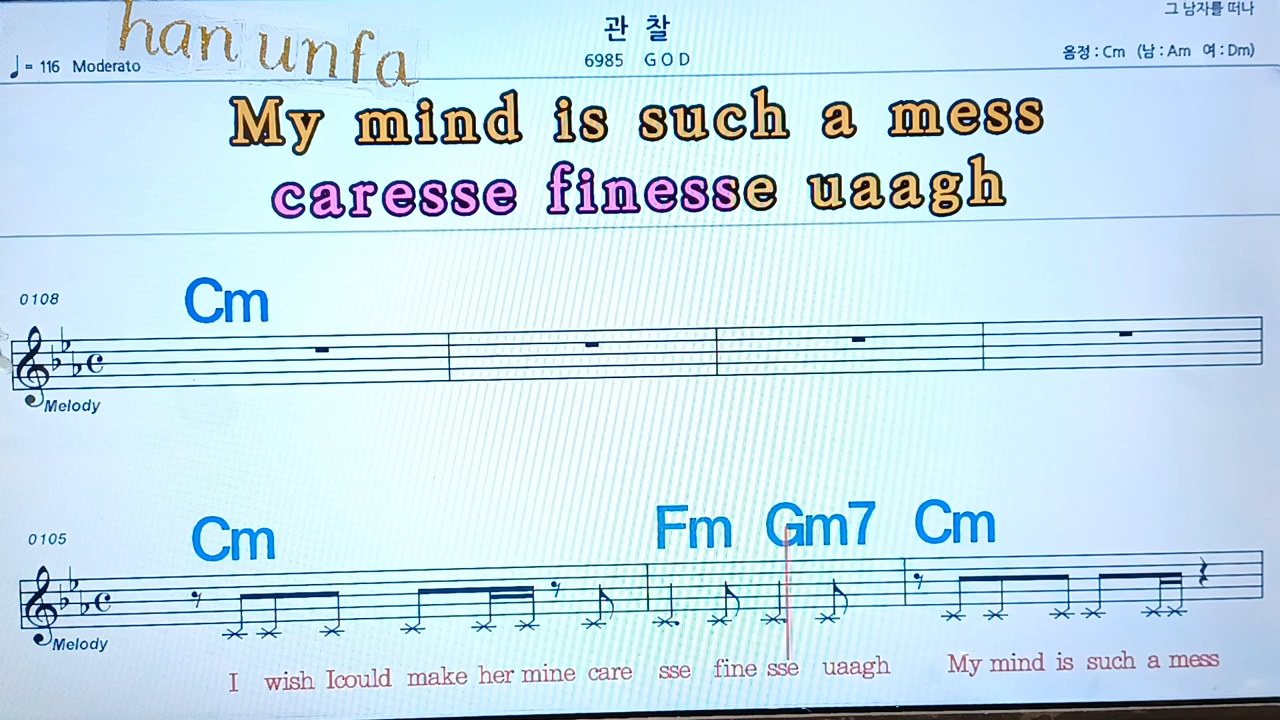 han unfa
관 찰
그 남자를 떠나
♩= 116 Moderato
6985 GOD
음정 : Cm (남 : Am 여 : Dm)
My mind is such a mess
caresse finesse uaagh
0108
Cm
Melody
0105
Cm Fm Gm7 Cm
Melody
I wish Icould make her mine care sse fine sse uaagh My mind is such a mess